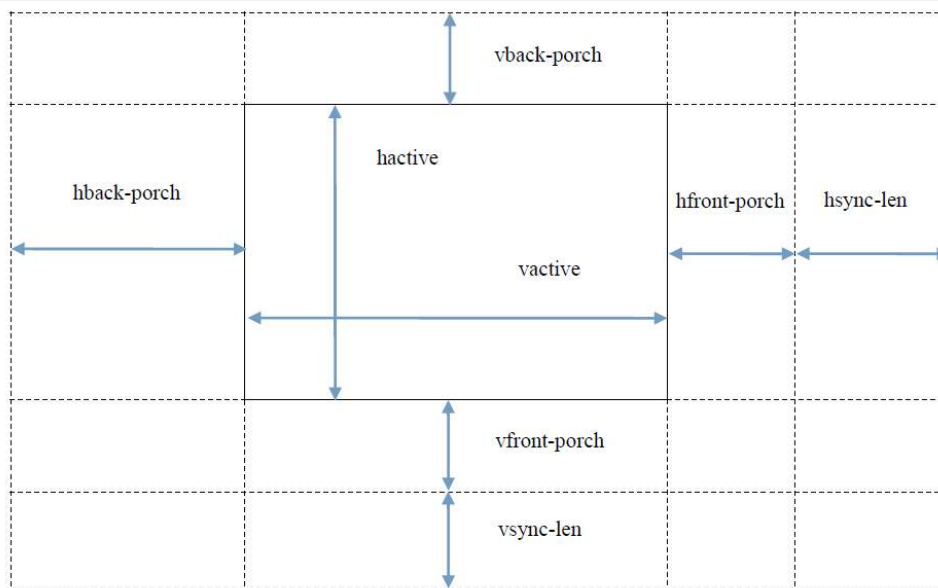 vback-porch
hactive
hback-porch
hfront-porch
hsync-len
vactive
vfront-porch
vsync-len